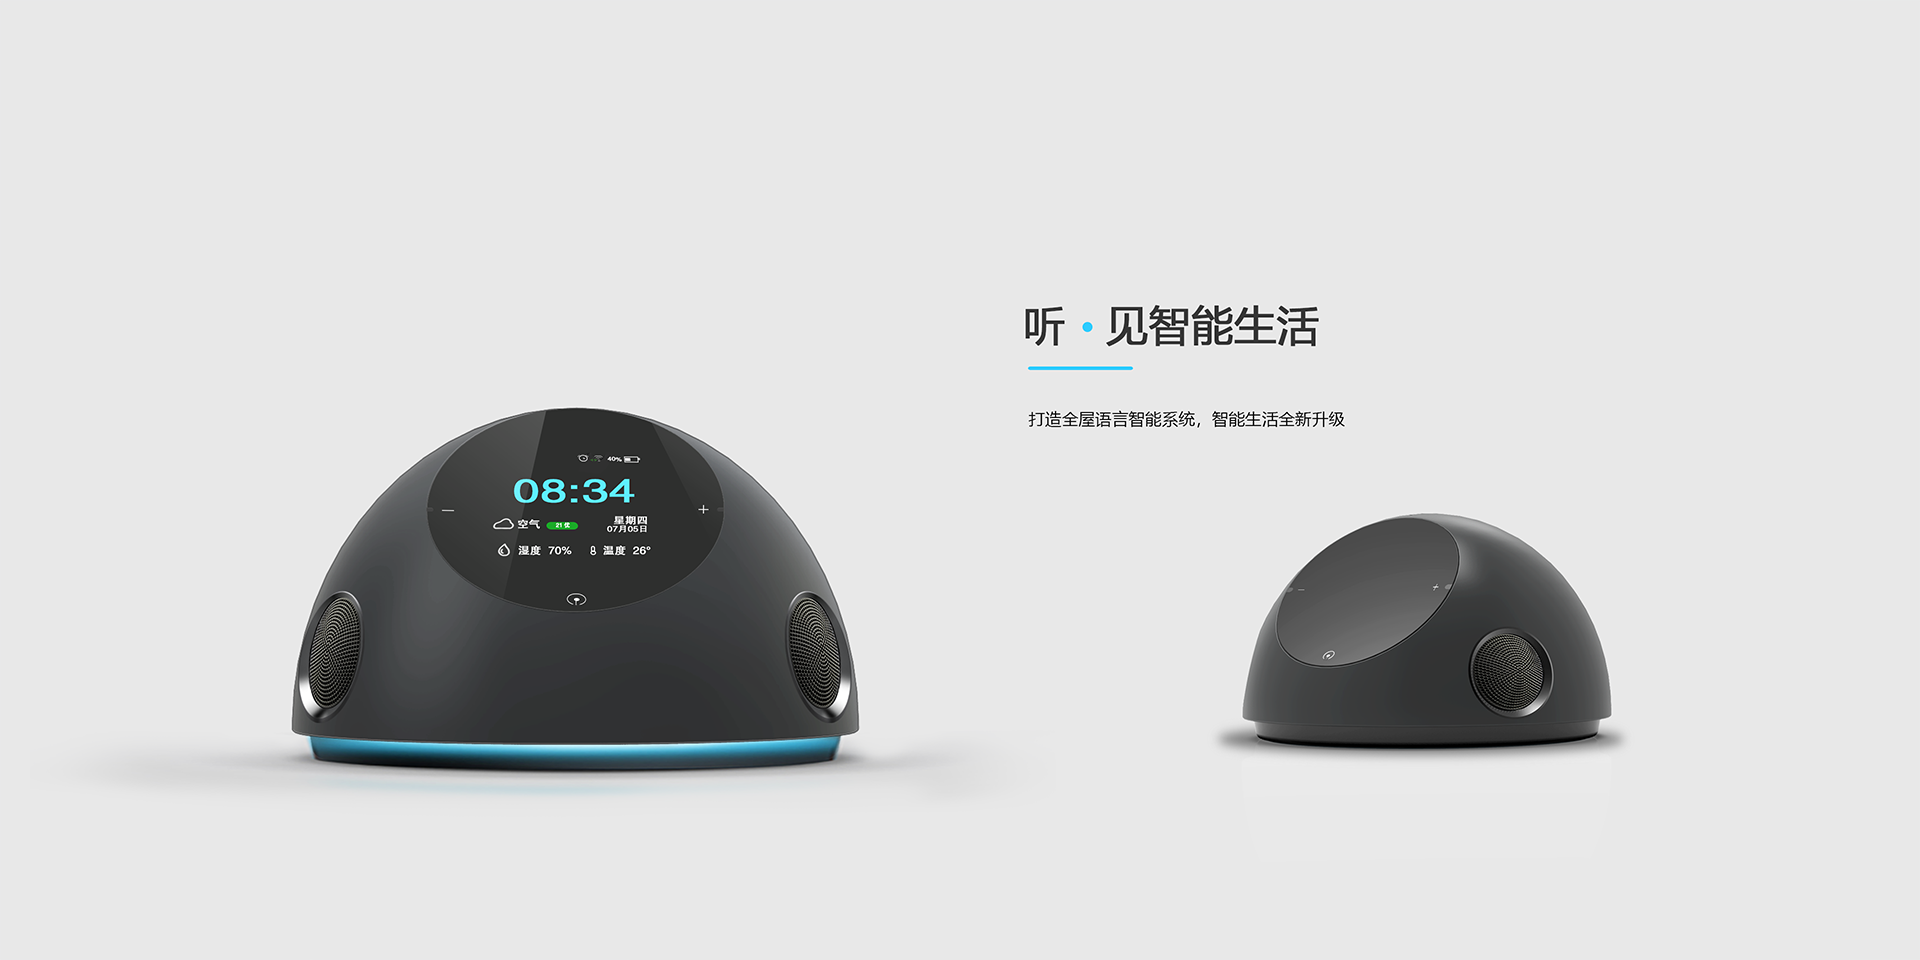 听·见智能生活
打造全屋语言智能系统，智能生活全新升级
40%
08:34
空气 21 优 星期四
07月05日
湿度 70% 温度 26°